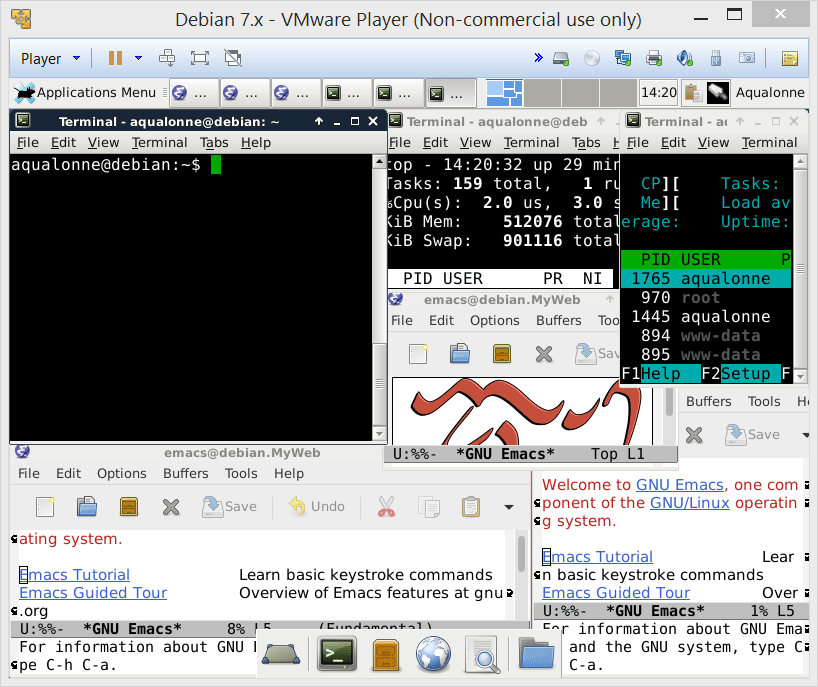 Debian 7.x - VMware Player (Non-commercial use only)
Player
Applications Menu ... ... ... ... ... ... 14:20 Aqualonne
Terminal - aqualonne@debian: ~
File Edit View Terminal Tabs Help
aqualonne@debian:~$
Terminal - aqualonne@deb
File Edit View Terminal Tabs
top - 14:20:32 up 29 min
Tasks: 159 total, 1 ru
%Cpu(s): 2.0 us, 3.0 s
KiB Mem: 512076 total
KiB Swap: 901116 total
PID USER PR NI
Terminal - aq
File Edit View Terminal
CP][ Tasks:
Me][ Load av
erage: Uptime:
PID USER P
1765 aqualonne
970 root
1445 aqualonne
894 www-data
895 www-data
F1Help F2Setup F
emacs@debian.MyWeb
File Edit Options Buffers Too
Sav
U:%%- *GNU Emacs* Top L1
emacs@debian.MyWeb
File Edit Options Buffers Tools Help
Save Undo
ating system.
Emacs Tutorial Learn basic keystroke commands
Emacs Guided Tour Overview of Emacs features at gnu
.org
U:%%- *GNU Emacs* 8% L5 (Fundamental)
For information about GNU
pe C-h C-a.
Buffers Tools He
Save
Welcome to GNU Emacs, one com
ponent of the GNU/Linux operatin
g system.
Emacs Tutorial Lear
n basic keystroke commands
Emacs Guided Tour Over
U:%%- *GNU Emacs* 1% L5
For information about GNU Ema
and the GNU system, type C
C-a.